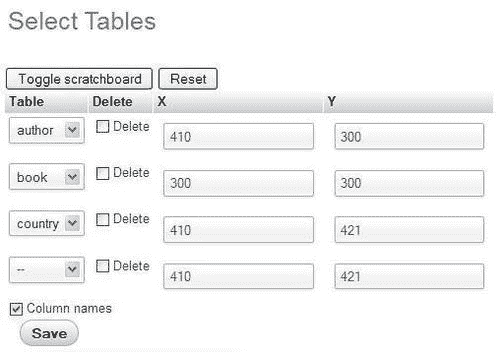 Select Tables
Toggle scratchboard Reset
Table Delete X Y
author Delete 410 300
book Delete 300 300
country Delete 410 421
-- Delete 410 421
Column names
Save